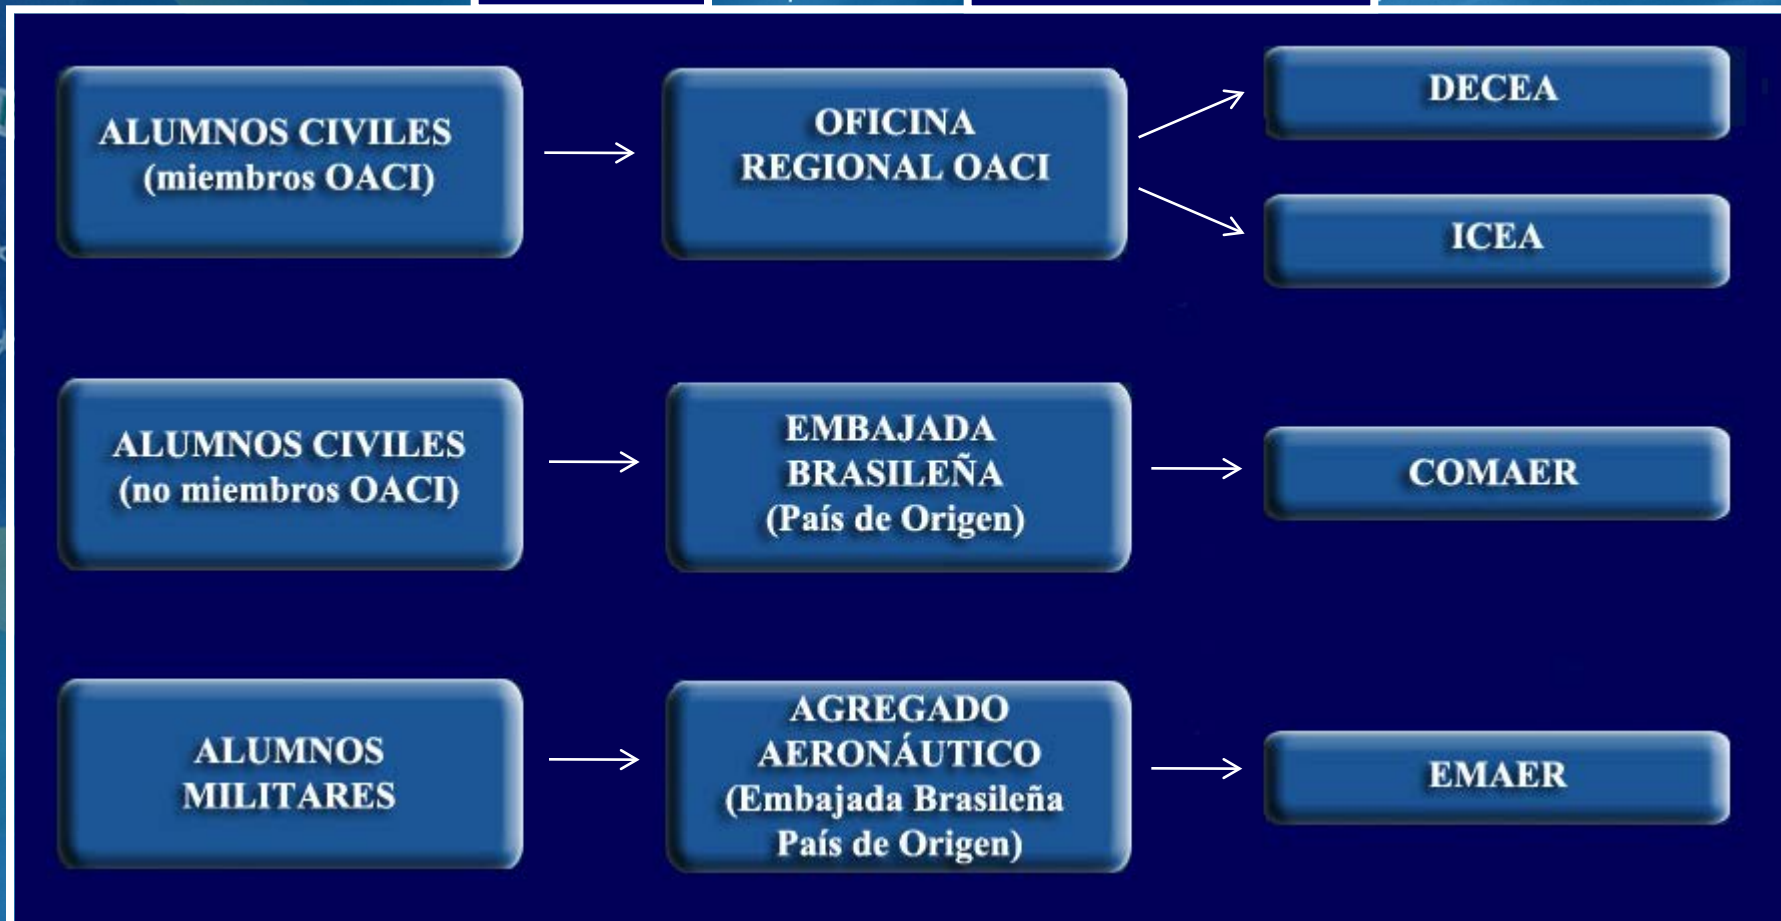 ALUMNOS CIVILES
(miembros OACI)
OFICINA
REGIONAL OACI
DECEA
ICEA
ALUMNOS CIVILES
(no miembros OACI)
EMBAJADA
BRASILEÑA
(País de Origen)
COMAER
ALUMNOS
MILITARES
AGREGADO
AERONÁUTICO
(Embajada Brasileña
País de Origen)
EMAER